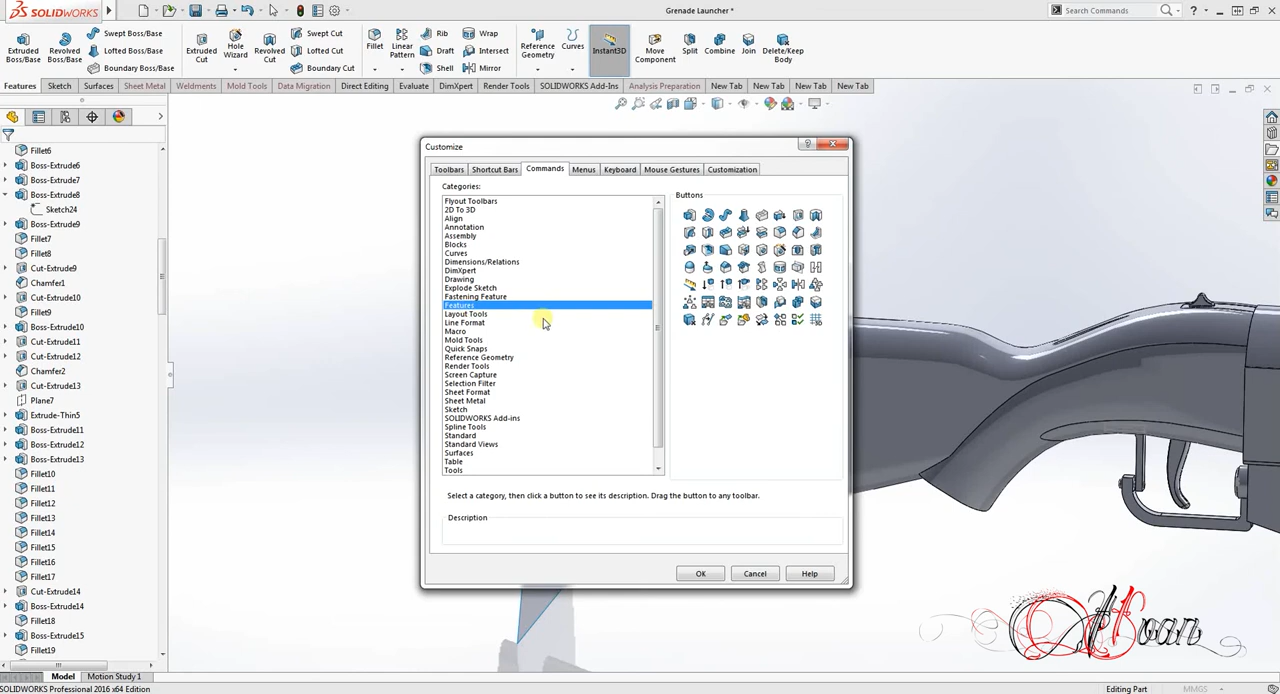 SOLIDWORKS
Grenade Launcher *
Search Commands
Extruded Boss/Base
Revolved Boss/Base
Swept Boss/Base
Lofted Boss/Base
Boundary Boss/Base
Extruded Cut
Hole Wizard
Revolved Cut
Swept Cut
Lofted Cut
Boundary Cut
Fillet
Linear Pattern
Rib
Draft
Shell
Wrap
Intersect
Mirror
Reference Geometry
Curves
Instant3D
Move Component
Split
Combine
Join
Delete/Keep Body
Features Sketch Surfaces Sheet Metal Weldments Mold Tools Data Migration Direct Editing Evaluate DimXpert Render Tools SOLIDWORKS Add-Ins Analysis Preparation New Tab New Tab New Tab New Tab
Fillet6
Boss-Extrude6
Boss-Extrude7
Boss-Extrude8
Sketch24
Boss-Extrude9
Fillet7
Fillet8
Cut-Extrude9
Chamfer1
Cut-Extrude10
Fillet9
Boss-Extrude10
Cut-Extrude11
Cut-Extrude12
Chamfer2
Cut-Extrude13
Plane7
Extrude-Thin5
Boss-Extrude11
Boss-Extrude12
Boss-Extrude13
Fillet10
Fillet11
Fillet12
Fillet13
Fillet14
Fillet15
Fillet16
Fillet17
Cut-Extrude14
Boss-Extrude14
Fillet18
Boss-Extrude15
Fillet19
Customize
Toolbars Shortcut Bars Commands Menus Keyboard Mouse Gestures Customization
Categories:
Flyout Toolbars
2D To 3D
Align
Annotation
Assembly
Blocks
Curves
Dimensions/Relations
DimXpert
Drawing
Explode Sketch
Fastening Feature
Features
Layout Tools
Line Format
Macro
Mold Tools
Quick Snaps
Reference Geometry
Render Tools
Screen Capture
Selection Filter
Sheet Format
Sheet Metal
Sketch
SOLIDWORKS Add-ins
Spline Tools
Standard
Standard Views
Surfaces
Table
Tools
Buttons
Select a category, then click a button to see its description. Drag the button to any toolbar.
Description
OK Cancel Help
Model Motion Study 1
SOLIDWORKS Professional 2016 x64 Edition
Editing Part
MMGS